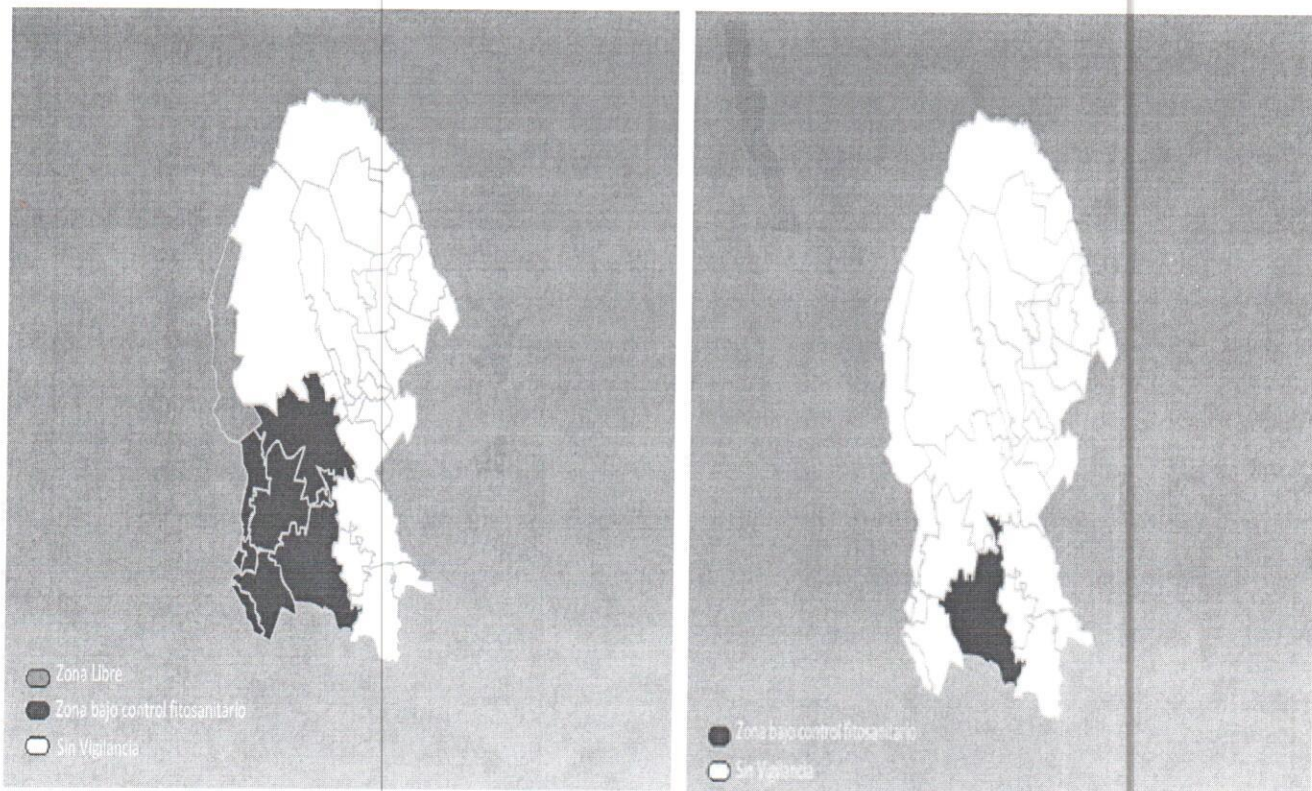 Zona Libre
Zona bajo control fitosanitario
Sin Vigilancia
Zona bajo control fitosanitario
Sin Vigilancia